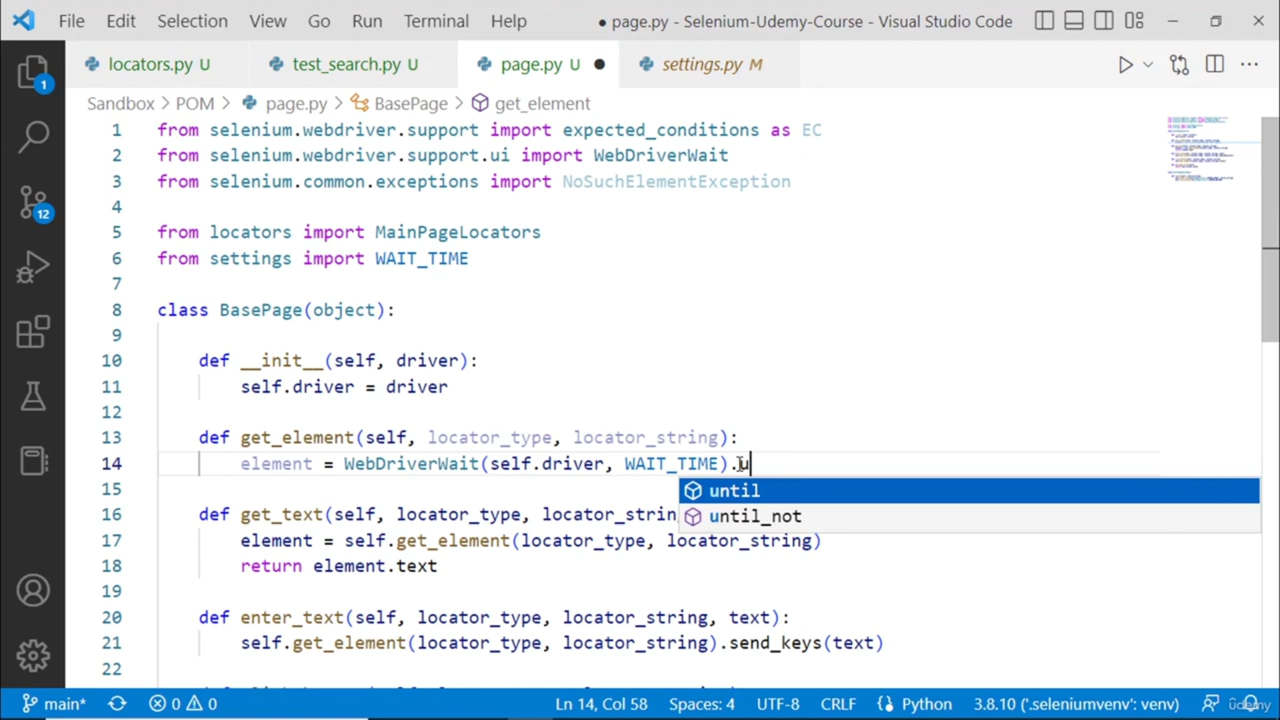 File Edit Selection View Go Run Terminal Help ● page.py - Selenium-Udemy-Course - Visual Studio Code
locators.py U test_search.py U page.py U ● settings.py M
Sandbox > POM > page.py > BasePage > get_element
1 from selenium.webdriver.support import expected_conditions as EC
2 from selenium.webdriver.support.ui import WebDriverWait
3 from selenium.common.exceptions import NoSuchElementException
4
5 from locators import MainPageLocators
6 from settings import WAIT_TIME
7
8 class BasePage(object):
9
10 def __init__(self, driver):
11 self.driver = driver
12
13 def get_element(self, locator_type, locator_string):
14 element = WebDriverWait(self.driver, WAIT_TIME).u
until
15
until_not
16 def get_text(self, locator_type, locator_strin
17 element = self.get_element(locator_type, locator_string)
18 return element.text
19
20 def enter_text(self, locator_type, locator_string, text):
21 self.get_element(locator_type, locator_string).send_keys(text)
22
1
12
main* 0 0 Ln 14, Col 58 Spaces: 4 UTF-8 CRLF Python 3.8.10 ('.seleniumvenv': venv) ûdemy